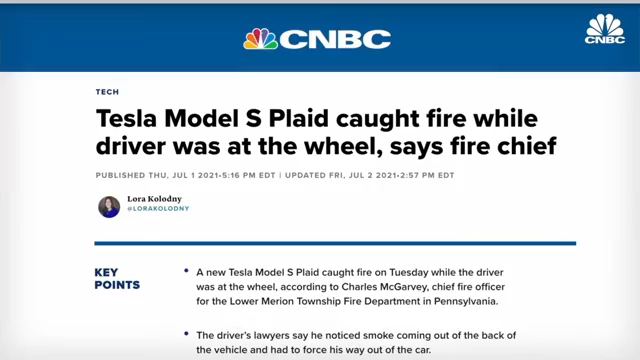 CNBC
CNBC
TECH
Tesla Model S Plaid caught fire while
driver was at the wheel, says fire chief
PUBLISHED THU, JUL 1 2021•5:16 PM EDT | UPDATED FRI, JUL 2 2021•2:57 PM EDT
Lora Kolodny
@LORAKOLODNY
KEY
POINTS
• A new Tesla Model S Plaid caught fire on Tuesday while the driver
was at the wheel, according to Charles McGarvey, chief fire officer
for the Lower Merion Township Fire Department in Pennsylvania.
• The driver's lawyers say he noticed smoke coming out of the back of
the vehicle and had to force his way out of the car.